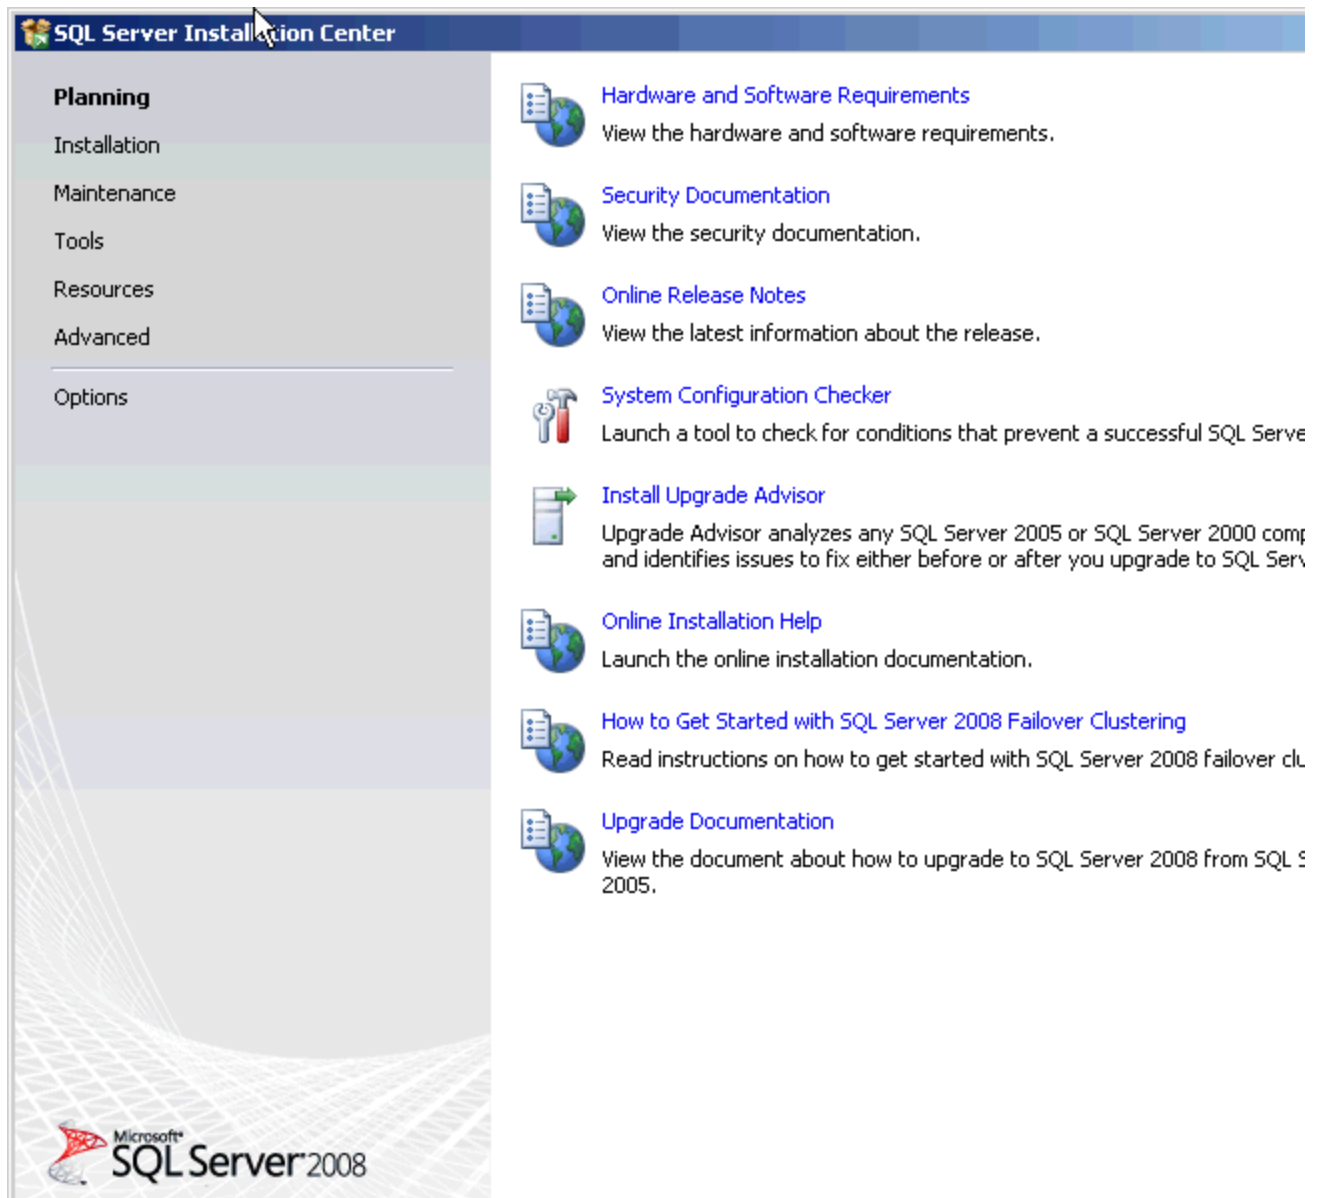 SQL Server Installation Center
Planning
Installation
Maintenance
Tools
Resources
Advanced
Options
Hardware and Software Requirements
View the hardware and software requirements.
Security Documentation
View the security documentation.
Online Release Notes
View the latest information about the release.
System Configuration Checker
Launch a tool to check for conditions that prevent a successful SQL Serve
Install Upgrade Advisor
Upgrade Advisor analyzes any SQL Server 2005 or SQL Server 2000 comp
and identifies issues to fix either before or after you upgrade to SQL Serv
Online Installation Help
Launch the online installation documentation.
How to Get Started with SQL Server 2008 Failover Clustering
Read instructions on how to get started with SQL Server 2008 failover clu
Upgrade Documentation
View the document about how to upgrade to SQL Server 2008 from SQL S
2005.
Microsoft®
SQL Server 2008